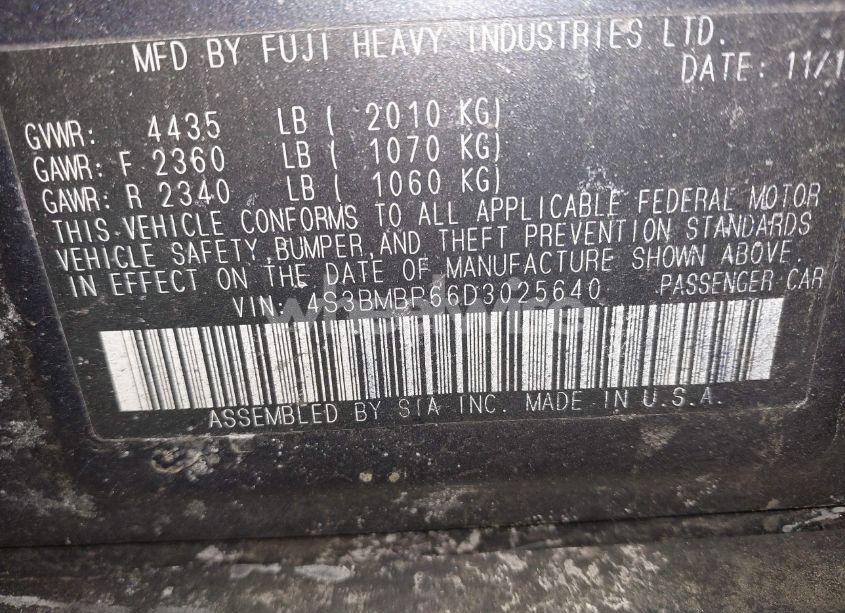 MFD BY FUJI HEAVY INDUSTRIES LTD.
DATE: 11/1
GVWR: 4435 LB ( 2010 KG)
GAWR: F 2360 LB ( 1070 KG)
GAWR: R 2340 LB ( 1060 KG)
THIS VEHICLE CONFORMS TO ALL APPLICABLE FEDERAL MOTOR
VEHICLE SAFETY, BUMPER, AND THEFT PREVENTION STANDARDS
IN EFFECT ON THE DATE OF MANUFACTURE SHOWN ABOVE.
VIN: 4S3BMBP66D3025640 PASSENGER CAR
ASSEMBLED BY SIA INC. MADE IN U.S.A.